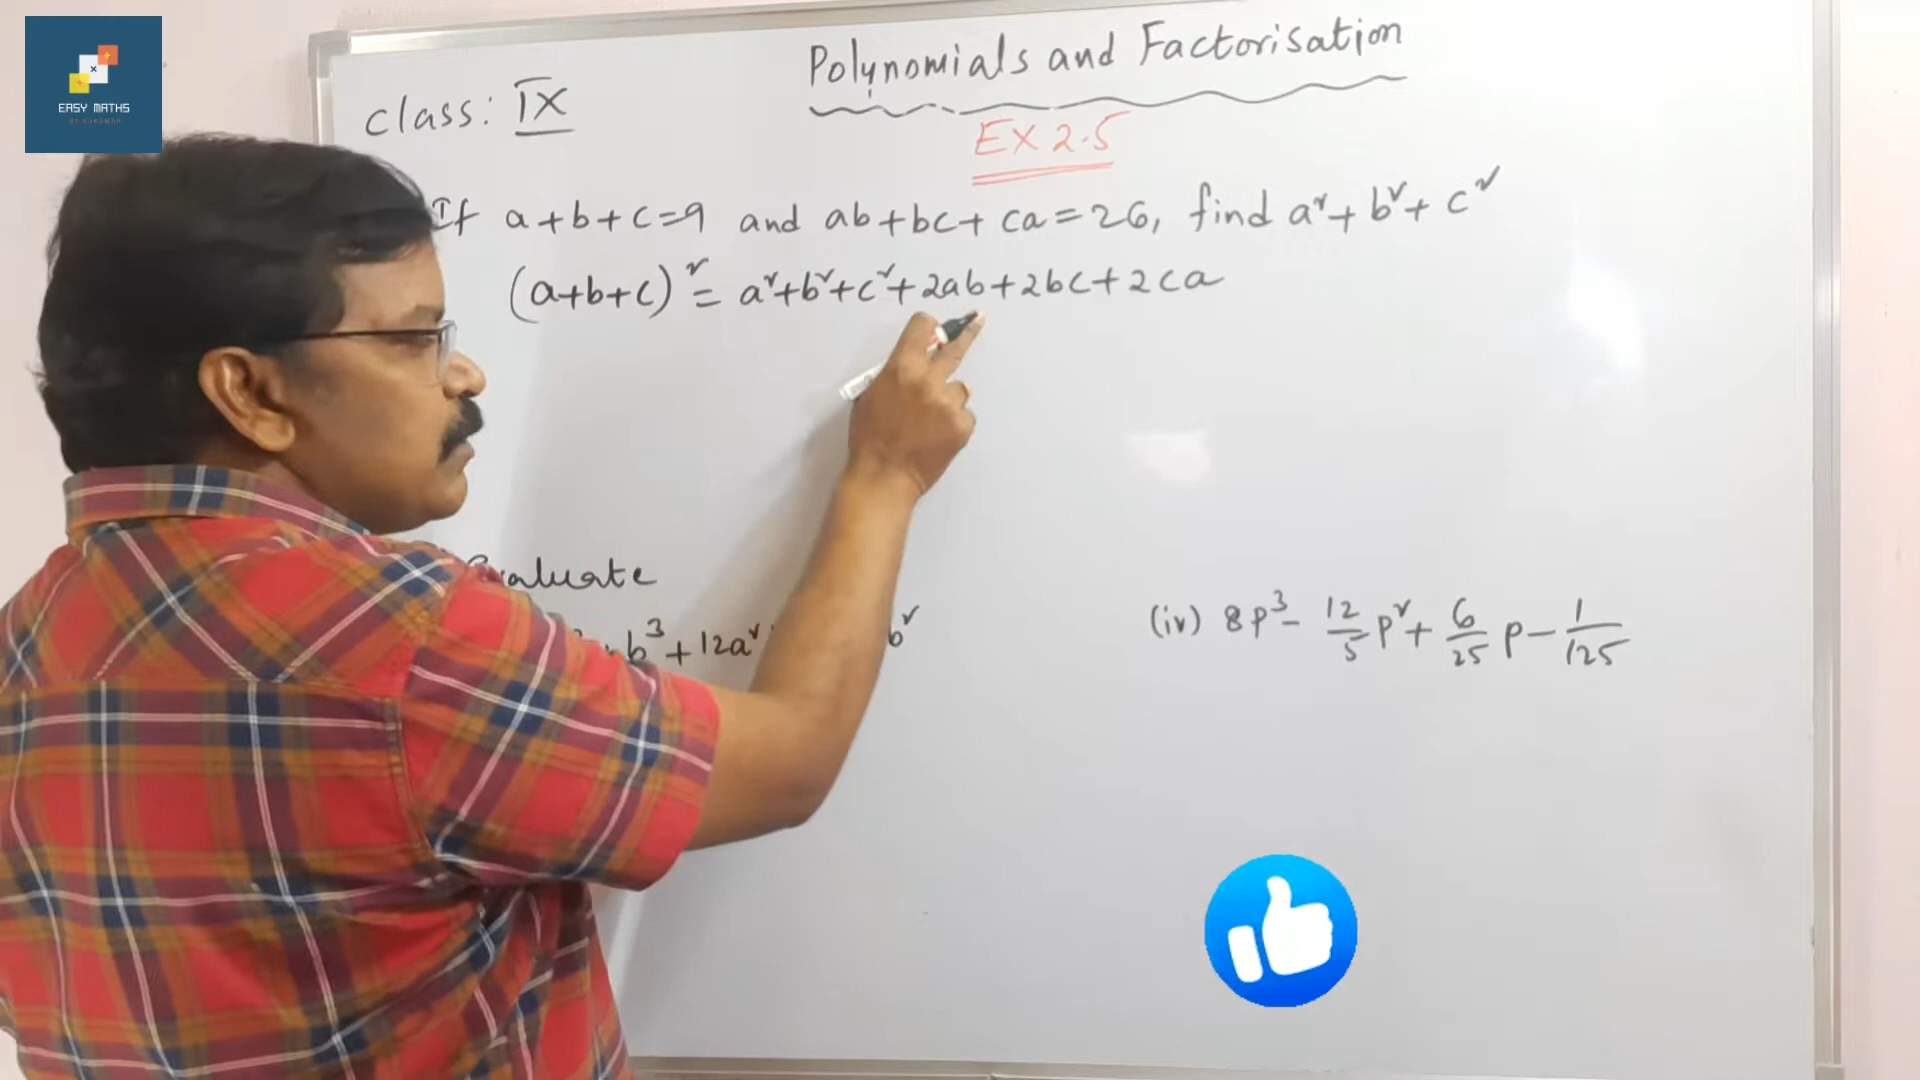 EASY MATHS
Polynomials and Factorisation
class: IX
EX 2.5
If a+b+c=9 and ab+bc+ca=26, find a²+b²+c²
(a+b+c)² = a²+b²+c²+2ab+2bc+2ca
Evaluate
b³+12a² b²
(iv) 8p³ - 12/5 p² + 6/25 p - 1/125